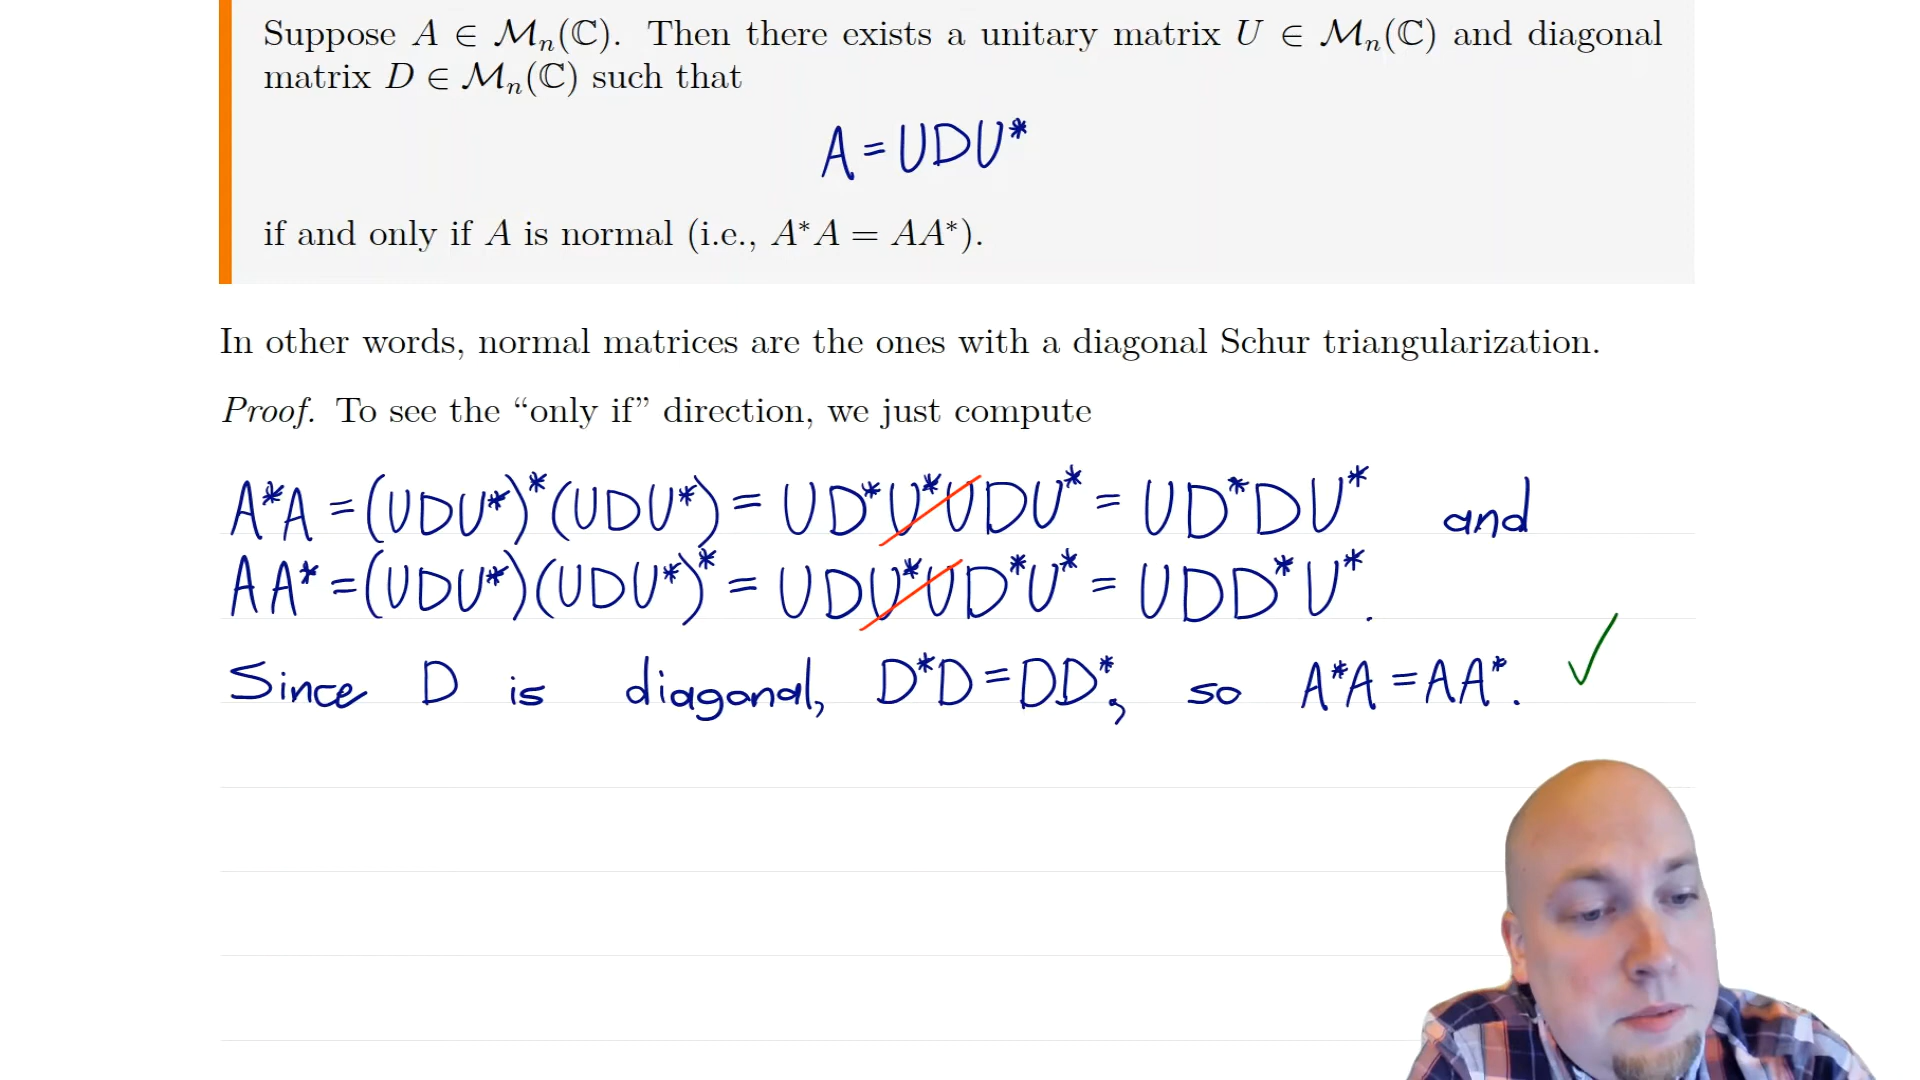 Suppose A ∈ ℳₙ(ℂ). Then there exists a unitary matrix U ∈ ℳₙ(ℂ) and diagonal
matrix D ∈ ℳₙ(ℂ) such that
A = UDU*
if and only if A is normal (i.e., A*A = AA*).
In other words, normal matrices are the ones with a diagonal Schur triangularization.
Proof. To see the “only if” direction, we just compute
A*A = (UDU*)*(UDU*) = UD*U*UDU* = UD*DU* and
AA* = (UDU*)(UDU*)* = UDU*UD*U* = UDD*U*.
Since D is diagonal, D*D = DD*, so A*A = AA*. ✓